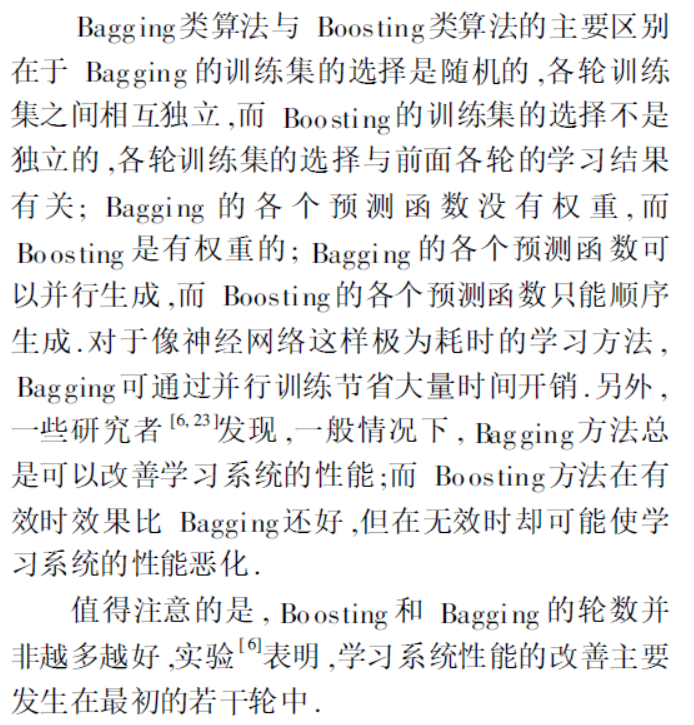 Bagging类算法与 Boosting类算法的主要区别
在于 Bagging 的训练集的选择是随机的,各轮训练
集之间相互独立,而 Boosting的训练集的选择不是
独立的,各轮训练集的选择与前面各轮的学习结果
有关; Bagging 的各个预测函数没有权重,而
Boosting 是有权重的; Bagging 的各个预测函数可
以并行生成,而 Boosting的各个预测函数只能顺序
生成.对于像神经网络这样极为耗时的学习方法,
Bagging可通过并行训练节省大量时间开销.另外,
一些研究者[6,23]发现,一般情况下, Bagging方法总
是可以改善学习系统的性能;而 Boosting方法在有
效时效果比 Bagging还好,但在无效时却可能使学
习系统的性能恶化.
值得注意的是, Boosting 和 Bagging 的轮数并
非越多越好,实验[6]表明,学习系统性能的改善主要
发生在最初的若干轮中.